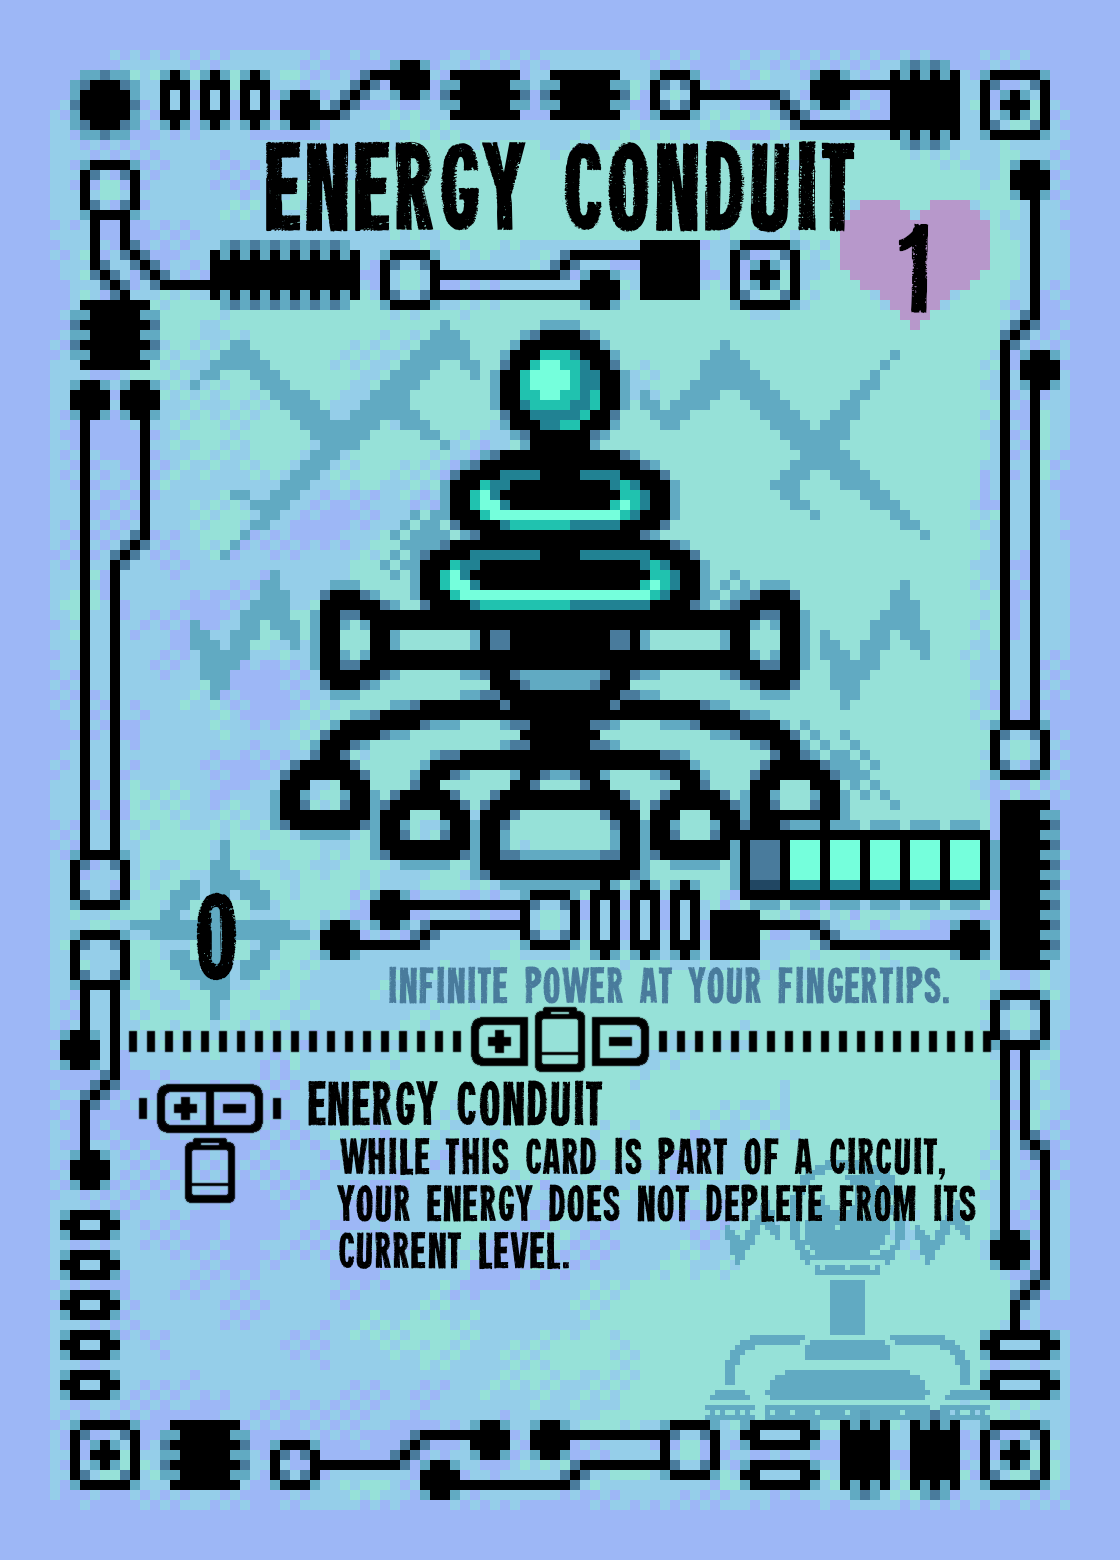 ENERGY CONDUIT
1
0
INFINITE POWER AT YOUR FINGERTIPS.
ENERGY CONDUIT
WHILE THIS CARD IS PART OF A CIRCUIT,
YOUR ENERGY DOES NOT DEPLETE FROM ITS
CURRENT LEVEL.